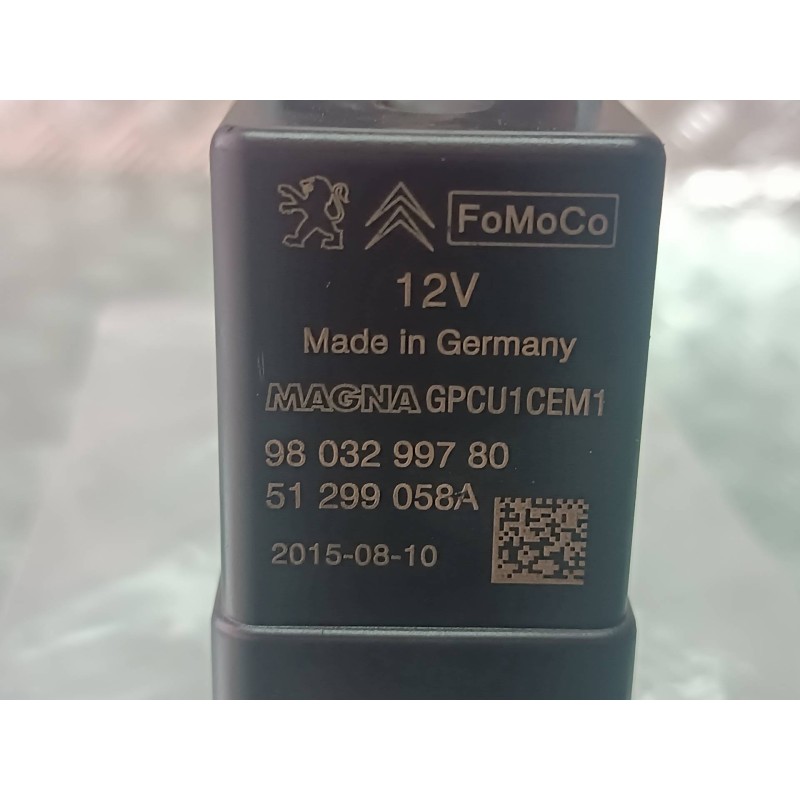 FoMoCo
12V
Made in Germany
MAGNA GPCU1CEM1
98 032 997 80
51 299 058A
2015-08-10